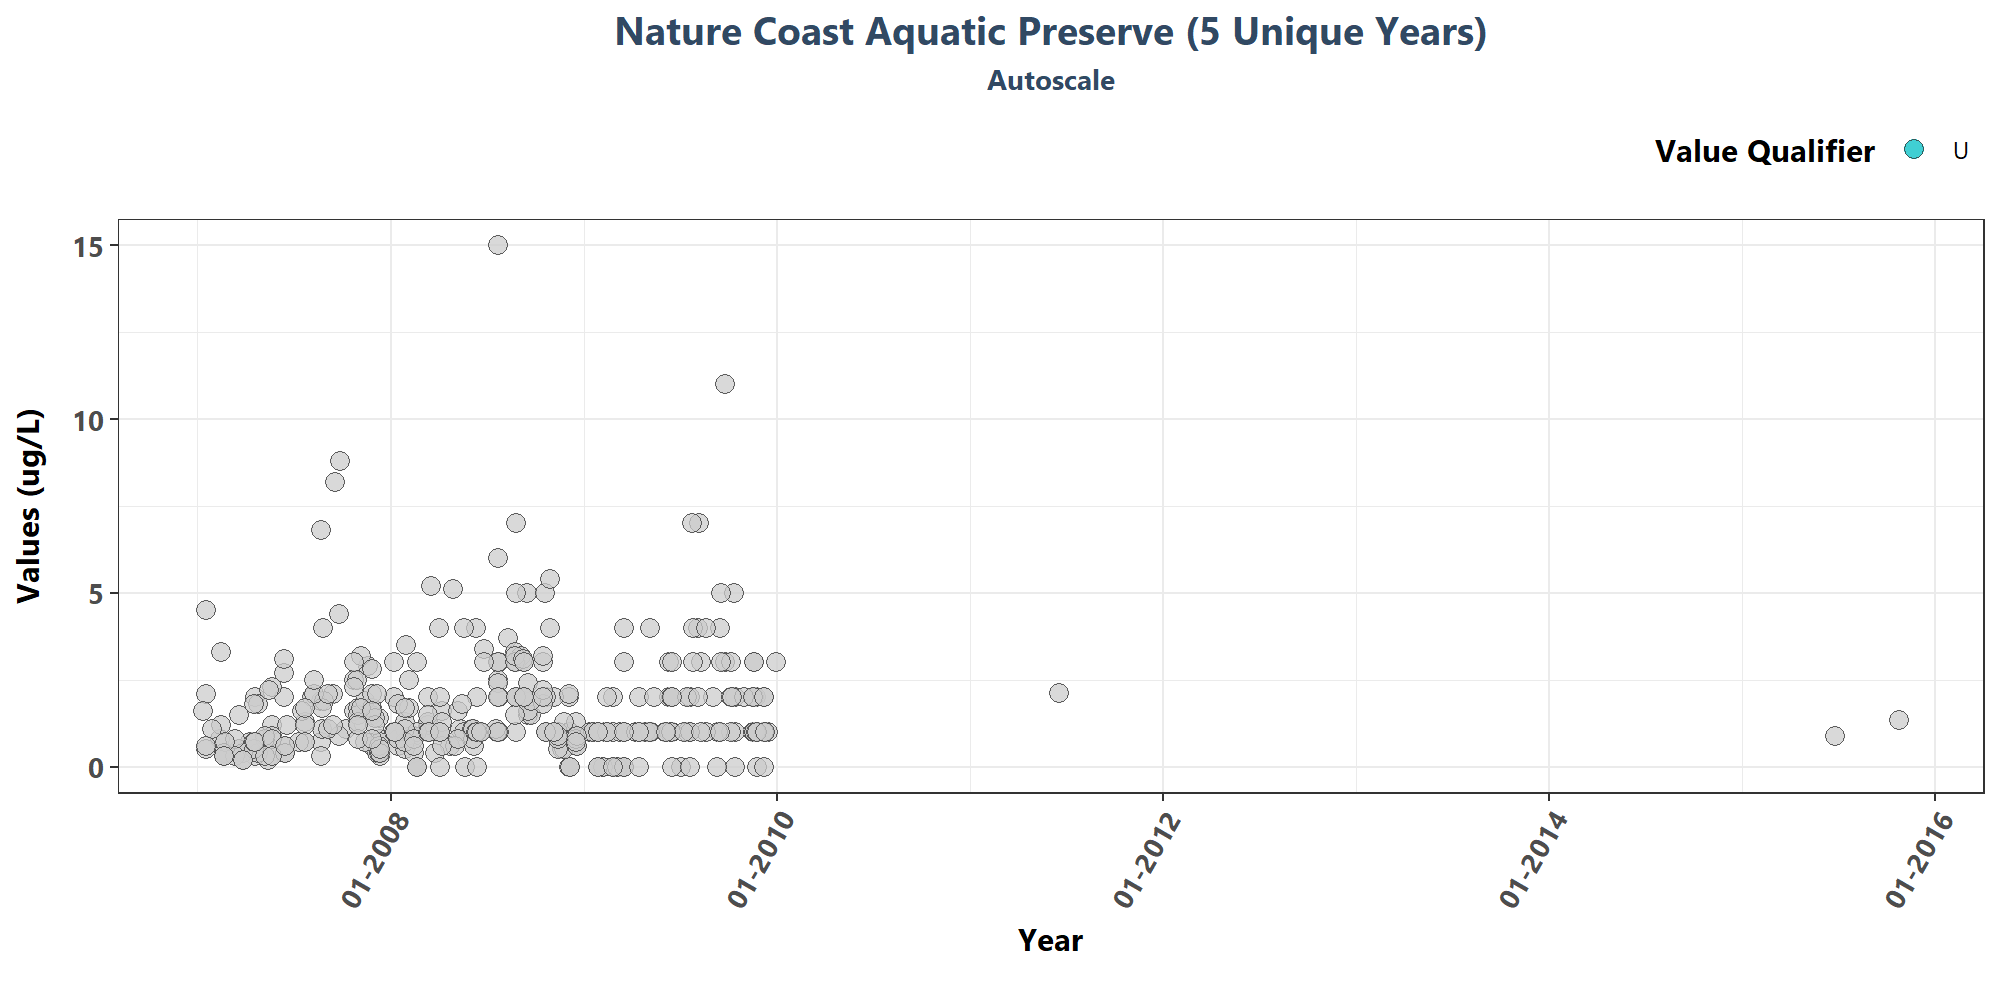 Nature Coast Aquatic Preserve (5 Unique Years)
Autoscale
Value Qualifier U
Values (ug/L)
15
10
5
0
01-2008
01-2010
01-2012
01-2014
01-2016
Year